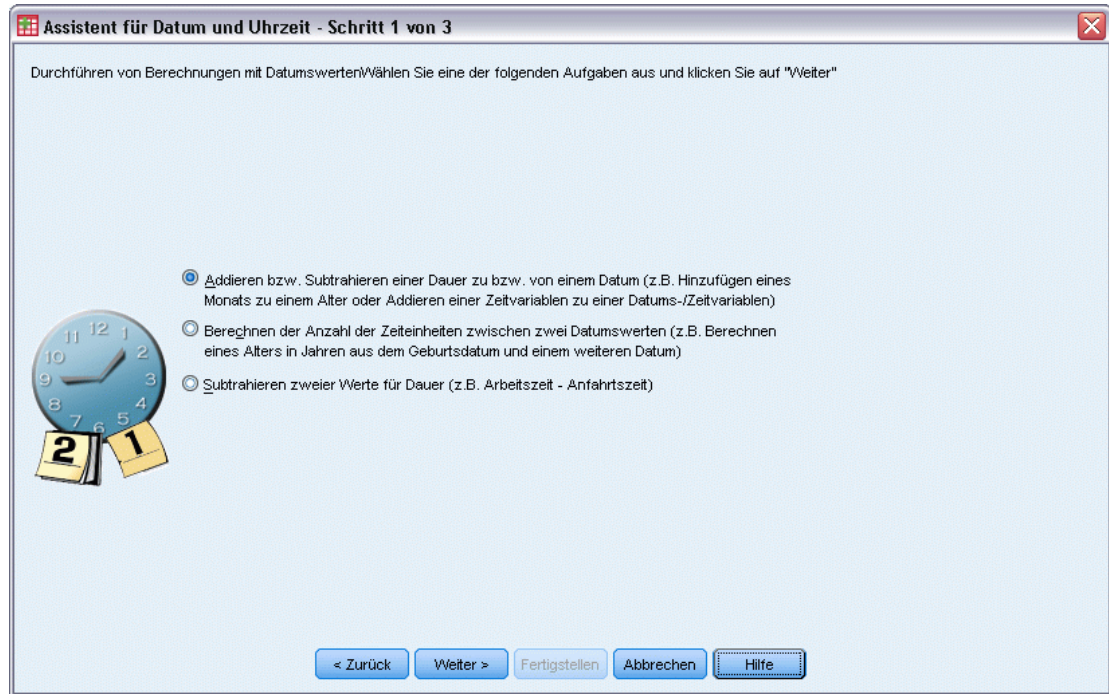 Assistent für Datum und Uhrzeit - Schritt 1 von 3
Durchführen von Berechnungen mit DatumswertenWählen Sie eine der folgenden Aufgaben aus und klicken Sie auf "Weiter"
Addieren bzw. Subtrahieren einer Dauer zu bzw. von einem Datum (z.B. Hinzufügen eines
Monats zu einem Alter oder Addieren einer Zeitvariablen zu einer Datums-/Zeitvariablen)
Berechnen der Anzahl der Zeiteinheiten zwischen zwei Datumswerten (z.B. Berechnen
eines Alters in Jahren aus dem Geburtsdatum und einem weiteren Datum)
Subtrahieren zweier Werte für Dauer (z.B. Arbeitszeit - Anfahrtszeit)
12 1 2 3 4 5 6 7 8 9 10 11
2 1
< Zurück Weiter > Fertigstellen Abbrechen Hilfe